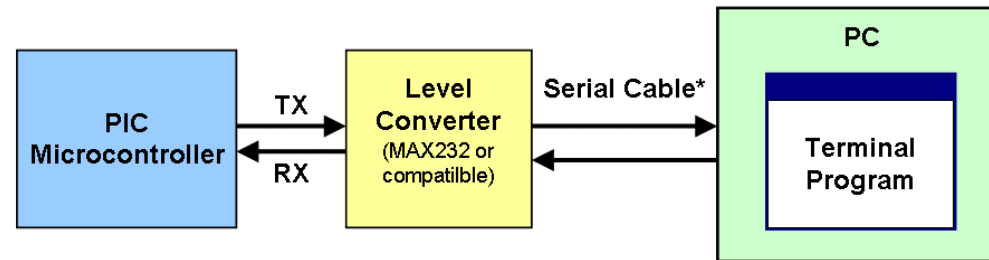 PIC
Microcontroller
TX
RX
Level
Converter
(MAX232 or
compatilble)
Serial Cable*
PC
Terminal
Program